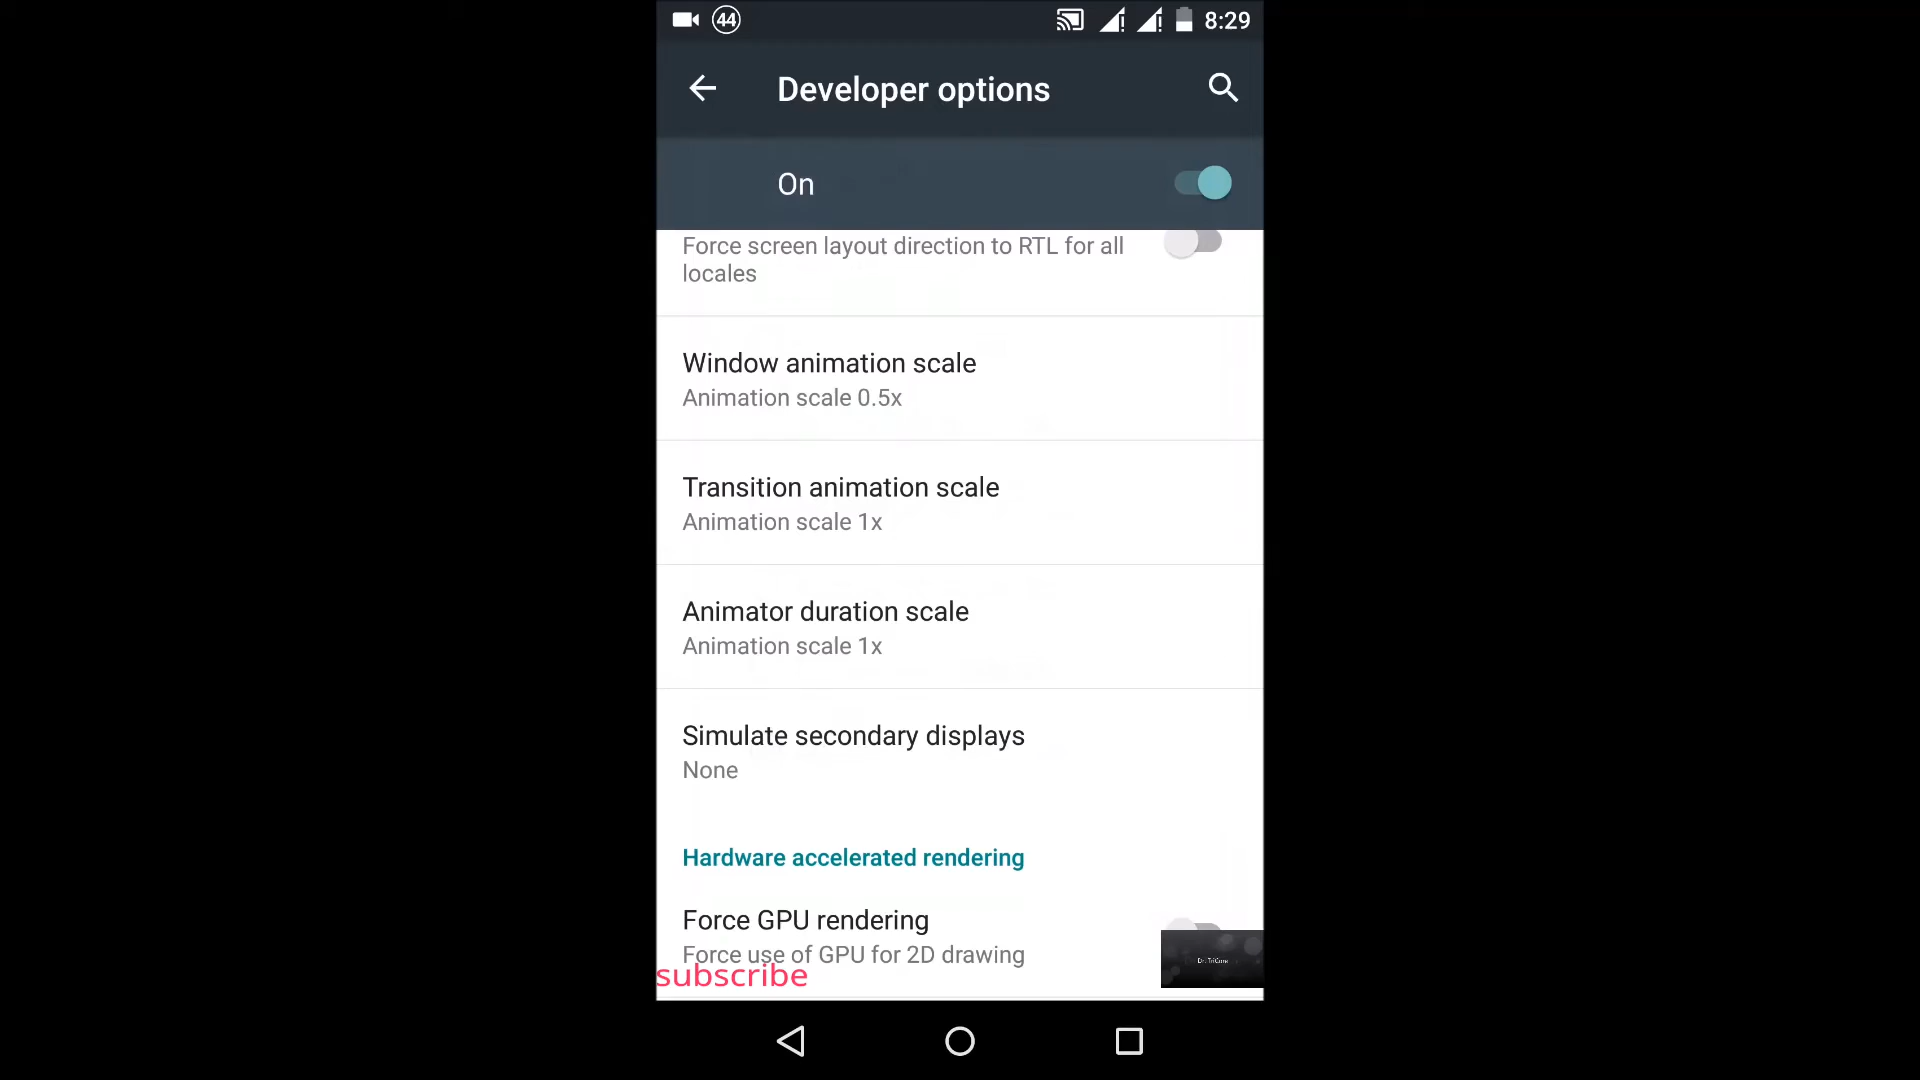 44
8:29
Developer options
On
Force screen layout direction to RTL for all
locales
Window animation scale
Animation scale 0.5x
Transition animation scale
Animation scale 1x
Animator duration scale
Animation scale 1x
Simulate secondary displays
None
Hardware accelerated rendering
Force GPU rendering
Force use of GPU for 2D drawing
subscribe